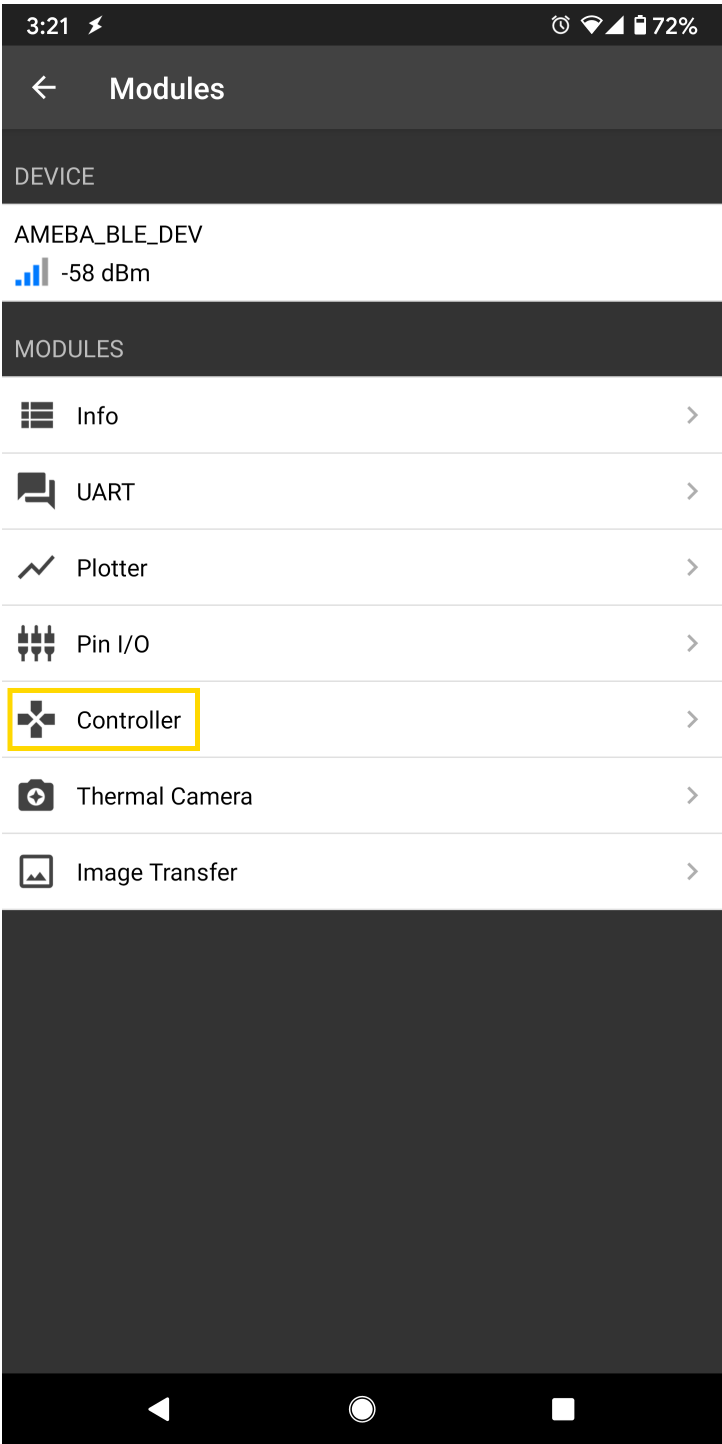 3:21 72%
Modules
DEVICE
AMEBA_BLE_DEV
-58 dBm
MODULES
Info
UART
Plotter
Pin I/O
Controller
Thermal Camera
Image Transfer